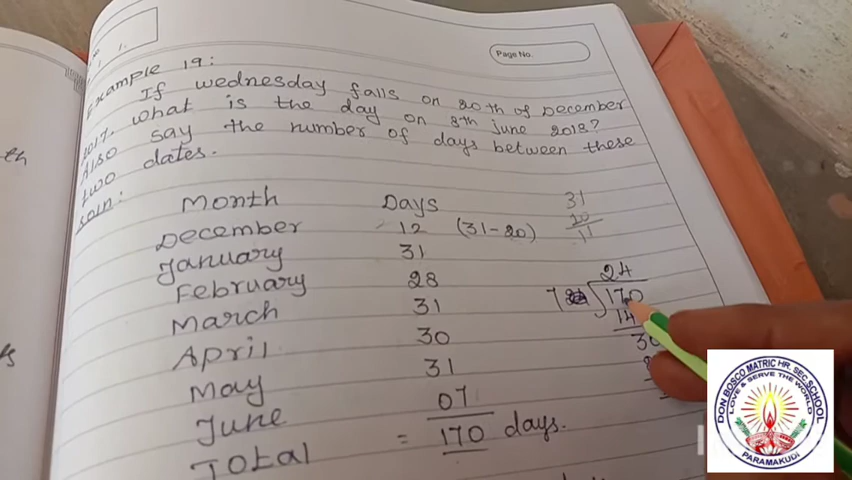 Page No.
Example 19:
If wednesday falls on 20th of December
2017. what is the day on 8th june 2018?
Also say the number of days between these
two dates.
soln:
Month Days 31
December 12 (31-20) 20
11
January 31
February 28 24
March 31 7 170
April 30 14
May 31 30
June 07
Total = 170 days.
th
DON BOSCO MATRIC HR. SEC SCHOOL
LOVE & SERVE THE WORLD
PARAMAKUDI